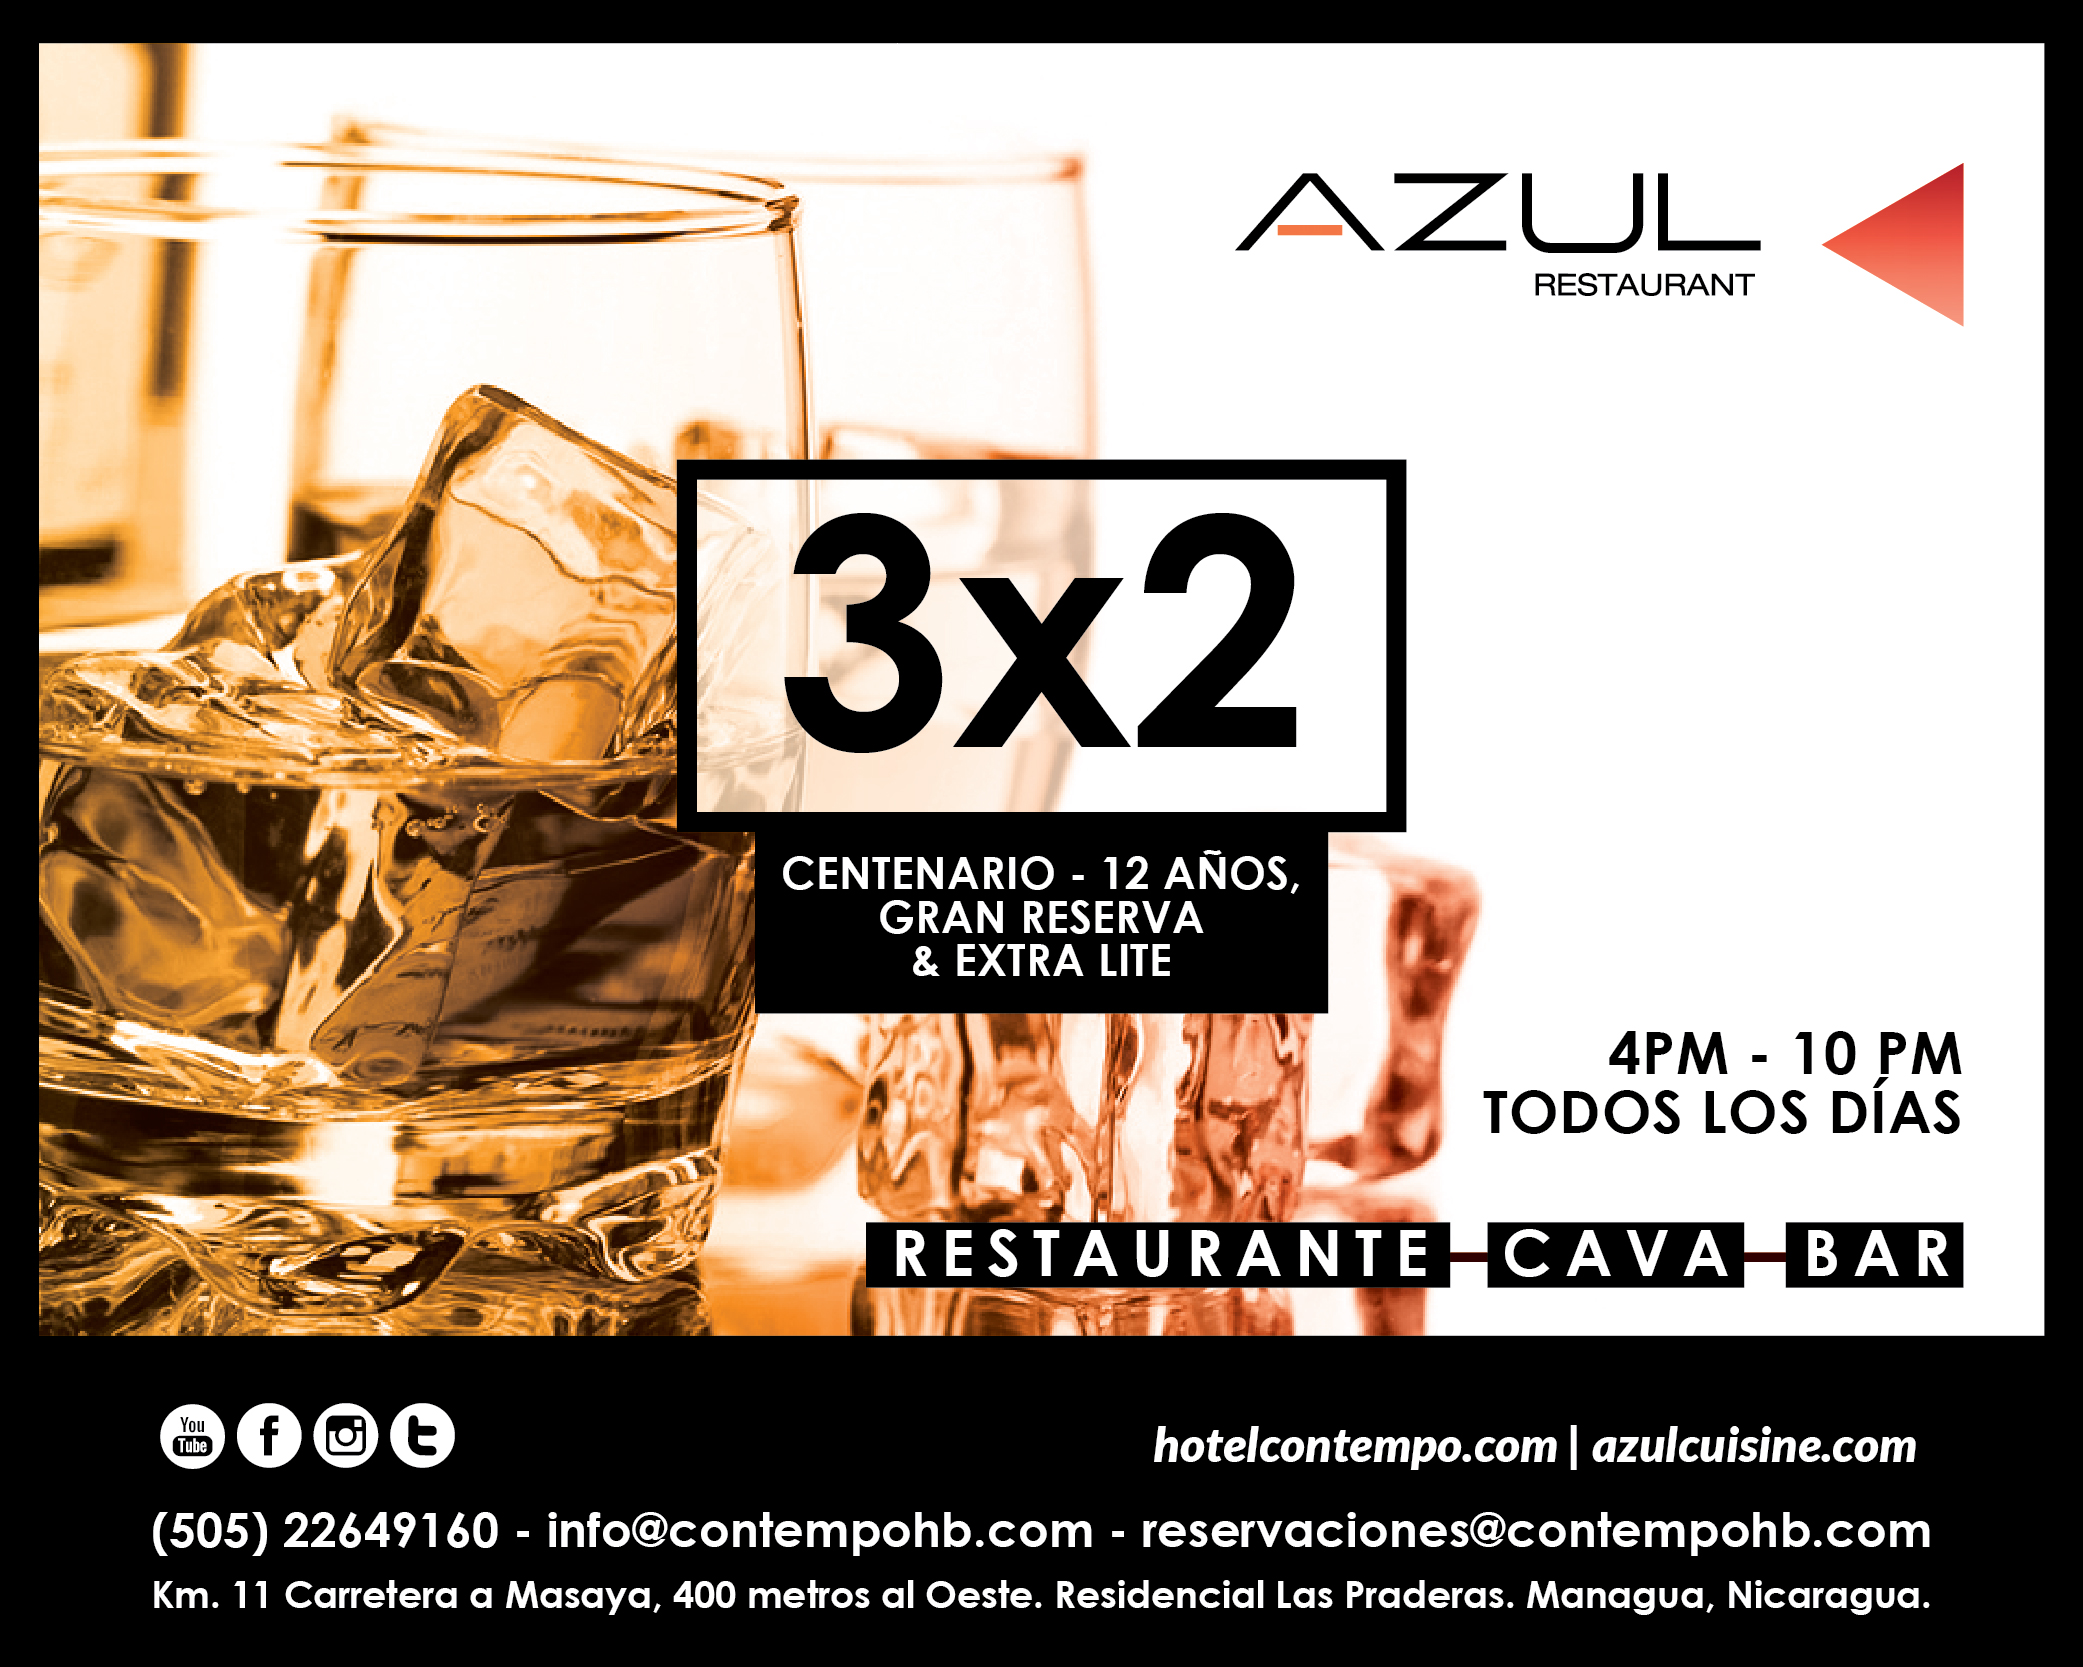 AZUL
RESTAURANT
3x2
CENTENARIO - 12 AÑOS,
GRAN RESERVA
& EXTRA LITE
4PM - 10 PM
TODOS LOS DÍAS
RESTAURANTE CAVA BAR
You Tube
hotelcontempo.com | azulcuisine.com
(505) 22649160 - info@contempohb.com - reservaciones@contempohb.com
Km. 11 Carretera a Masaya, 400 metros al Oeste. Residencial Las Praderas. Managua, Nicaragua.